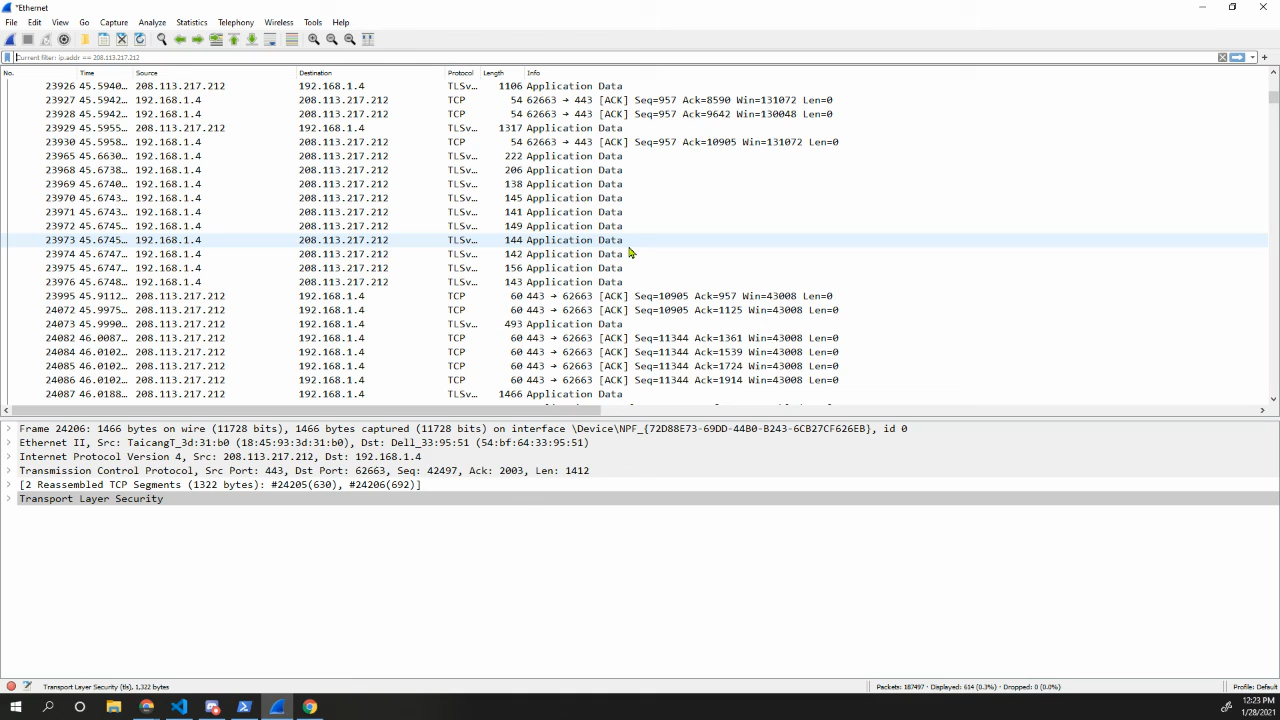 *Ethernet
File Edit View Go Capture Analyze Statistics Telephony Wireless Tools Help
Current filter: ip.addr == 208.113.217.212
No. Time Source Destination Protocol Length Info
23926 45.5940… 208.113.217.212 192.168.1.4 TLSv… 1106 Application Data
23927 45.5942… 192.168.1.4 208.113.217.212 TCP 54 62663 → 443 [ACK] Seq=957 Ack=8590 Win=131072 Len=0
23928 45.5942… 192.168.1.4 208.113.217.212 TCP 54 62663 → 443 [ACK] Seq=957 Ack=9642 Win=130048 Len=0
23929 45.5955… 208.113.217.212 192.168.1.4 TLSv… 1317 Application Data
23930 45.5958… 192.168.1.4 208.113.217.212 TCP 54 62663 → 443 [ACK] Seq=957 Ack=10905 Win=131072 Len=0
23965 45.6630… 192.168.1.4 208.113.217.212 TLSv… 222 Application Data
23968 45.6738… 192.168.1.4 208.113.217.212 TLSv… 206 Application Data
23969 45.6740… 192.168.1.4 208.113.217.212 TLSv… 138 Application Data
23970 45.6743… 192.168.1.4 208.113.217.212 TLSv… 145 Application Data
23971 45.6743… 192.168.1.4 208.113.217.212 TLSv… 141 Application Data
23972 45.6745… 192.168.1.4 208.113.217.212 TLSv… 149 Application Data
23973 45.6745… 192.168.1.4 208.113.217.212 TLSv… 144 Application Data
23974 45.6747… 192.168.1.4 208.113.217.212 TLSv… 142 Application Data
23975 45.6747… 192.168.1.4 208.113.217.212 TLSv… 156 Application Data
23976 45.6748… 192.168.1.4 208.113.217.212 TLSv… 143 Application Data
23995 45.9112… 208.113.217.212 192.168.1.4 TCP 60 443 → 62663 [ACK] Seq=10905 Ack=957 Win=43008 Len=0
24072 45.9975… 208.113.217.212 192.168.1.4 TCP 60 443 → 62663 [ACK] Seq=10905 Ack=1125 Win=43008 Len=0
24073 45.9990… 208.113.217.212 192.168.1.4 TLSv… 493 Application Data
24082 46.0087… 208.113.217.212 192.168.1.4 TCP 60 443 → 62663 [ACK] Seq=11344 Ack=1361 Win=43008 Len=0
24084 46.0102… 208.113.217.212 192.168.1.4 TCP 60 443 → 62663 [ACK] Seq=11344 Ack=1539 Win=43008 Len=0
24085 46.0102… 208.113.217.212 192.168.1.4 TCP 60 443 → 62663 [ACK] Seq=11344 Ack=1724 Win=43008 Len=0
24086 46.0102… 208.113.217.212 192.168.1.4 TCP 60 443 → 62663 [ACK] Seq=11344 Ack=1914 Win=43008 Len=0
24087 46.0188… 208.113.217.212 192.168.1.4 TLSv… 1466 Application Data
Frame 24206: 1466 bytes on wire (11728 bits), 1466 bytes captured (11728 bits) on interface \Device\NPF_{72D88E73-69DD-44B0-B243-6CB27CF626EB}, id 0
Ethernet II, Src: TaicangT_3d:31:b0 (18:45:93:3d:31:b0), Dst: Dell_33:95:51 (54:bf:64:33:95:51)
Internet Protocol Version 4, Src: 208.113.217.212, Dst: 192.168.1.4
Transmission Control Protocol, Src Port: 443, Dst Port: 62663, Seq: 42497, Ack: 2003, Len: 1412
[2 Reassembled TCP Segments (1322 bytes): #24205(630), #24206(692)]
Transport Layer Security
Transport Layer Security (tls), 1,322 bytes
Packets: 187497 · Displayed: 614 (0.3%) · Dropped: 0 (0.0%)
Profile: Default
12:23 PM
1/28/2021